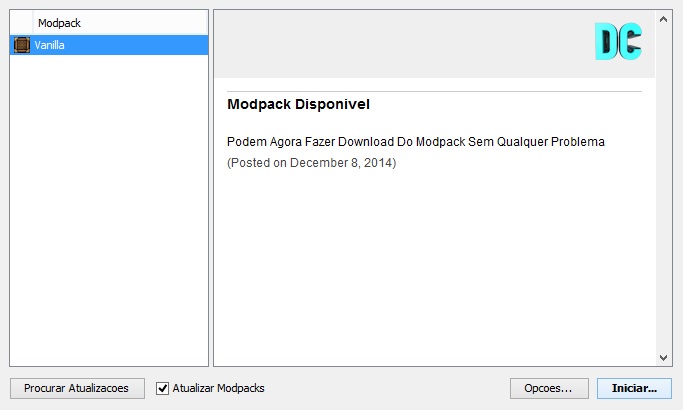 Modpack
Vanilla
DC
Modpack Disponivel
Podem Agora Fazer Download Do Modpack Sem Qualquer Problema
(Posted on December 8, 2014)
Procurar Atualizacoes
Atualizar Modpacks
Opcoes...
Iniciar...